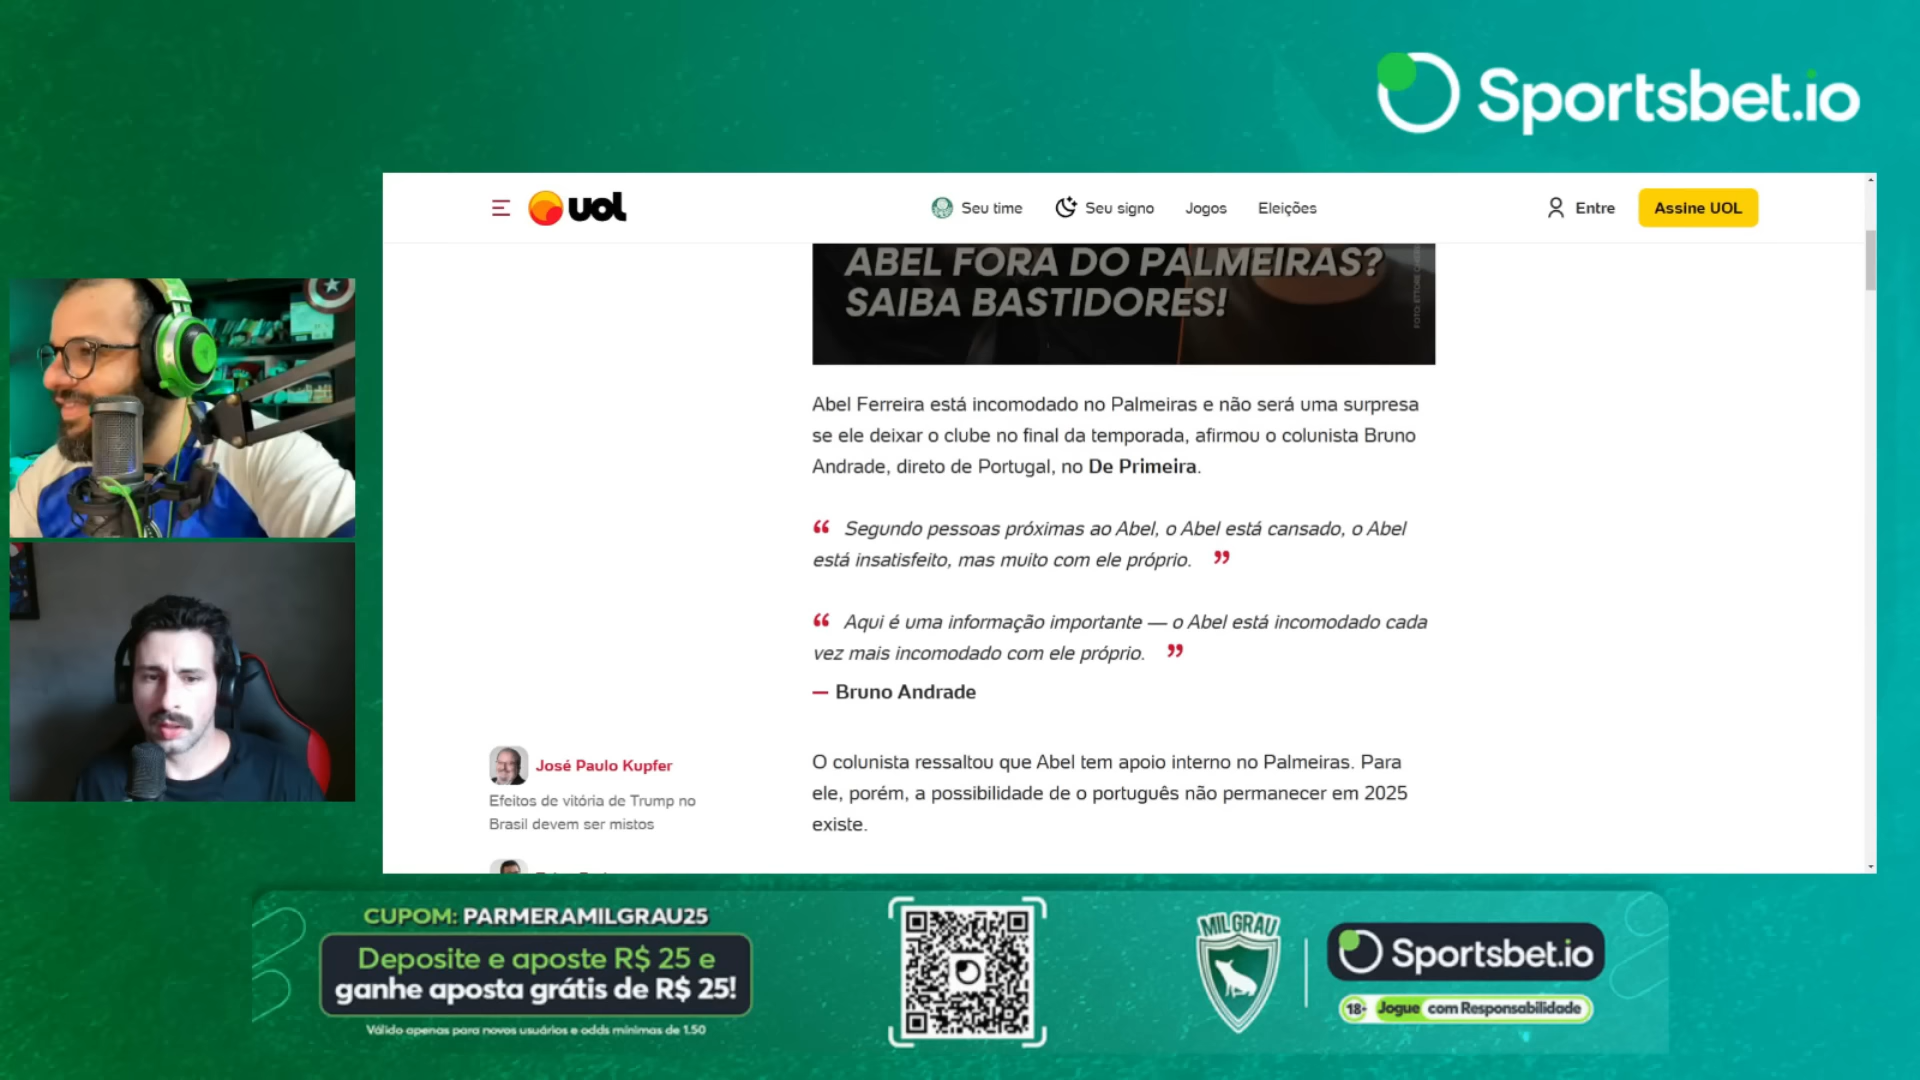 Sportsbet.io
uol
Seu time
Seu signo
Jogos
Eleições
Entre
Assine UOL
ABEL FORA DO PALMEIRAS?
SAIBA BASTIDORES!
Abel Ferreira está incomodado no Palmeiras e não será uma surpresa
se ele deixar o clube no final da temporada, afirmou o colunista Bruno
Andrade, direto de Portugal, no De Primeira.
“ Segundo pessoas próximas ao Abel, o Abel está cansado, o Abel
está insatisfeito, mas muito com ele próprio. ”
“ Aqui é uma informação importante — o Abel está incomodado cada
vez mais incomodado com ele próprio. ”
— Bruno Andrade
José Paulo Kupfer
Efeitos de vitória de Trump no
Brasil devem ser mistos
O colunista ressaltou que Abel tem apoio interno no Palmeiras. Para
ele, porém, a possibilidade de o português não permanecer em 2025
existe.
CUPOM: PARMERAMILGRAU25
Deposite e aposte R$ 25 e
ganhe aposta grátis de R$ 25!
Válido apenas para novos usuários e odds mínimas de 1.50
MIL GRAU
Sportsbet.io
18+ Jogue com Responsabilidade